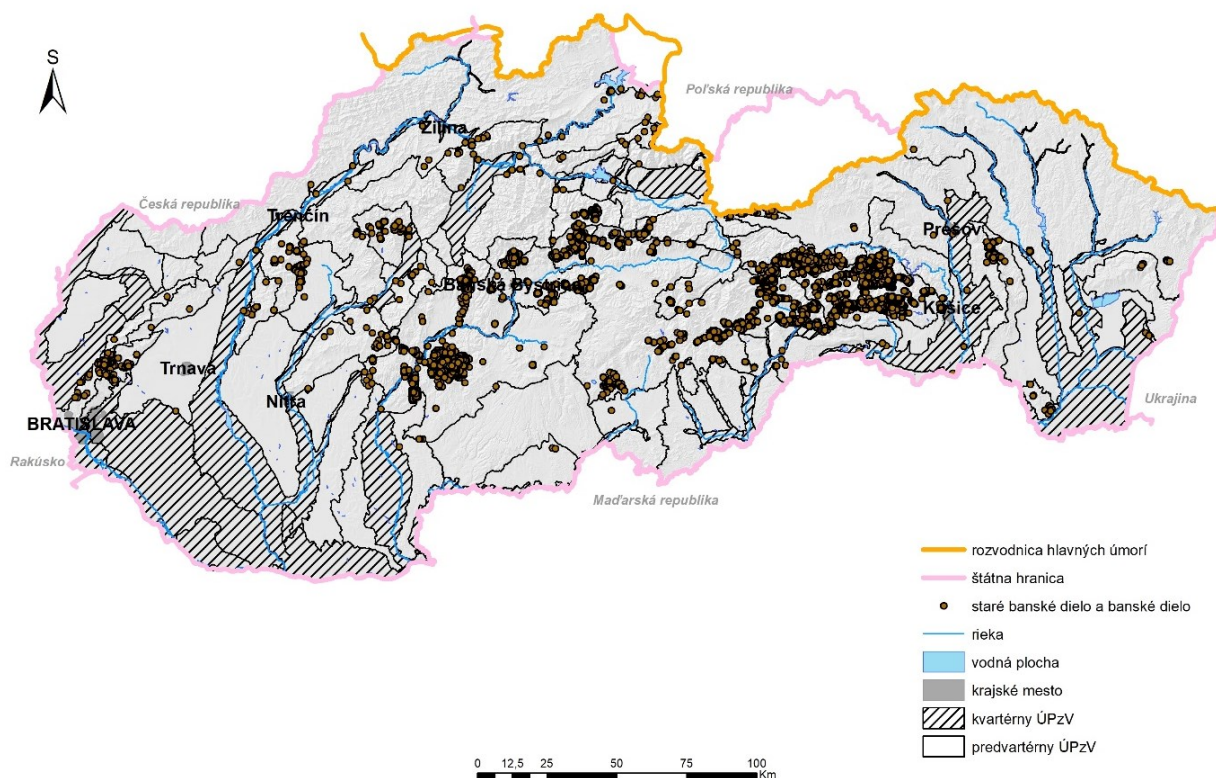 S
Poľská republika
Žilina
Česká republika
Trenčín
Prešov
Banská Bystrica
Košice
Trnava
Nitra
BRATISLAVA
Ukrajina
Rakúsko
Maďarská republika
rozvodnica hlavných úmorí
štátna hranica
staré banské dielo a banské dielo
rieka
vodná plocha
krajské mesto
kvartérny ÚPzV
predvartérny ÚPzV
0 12,5 25 50 75 100
Km